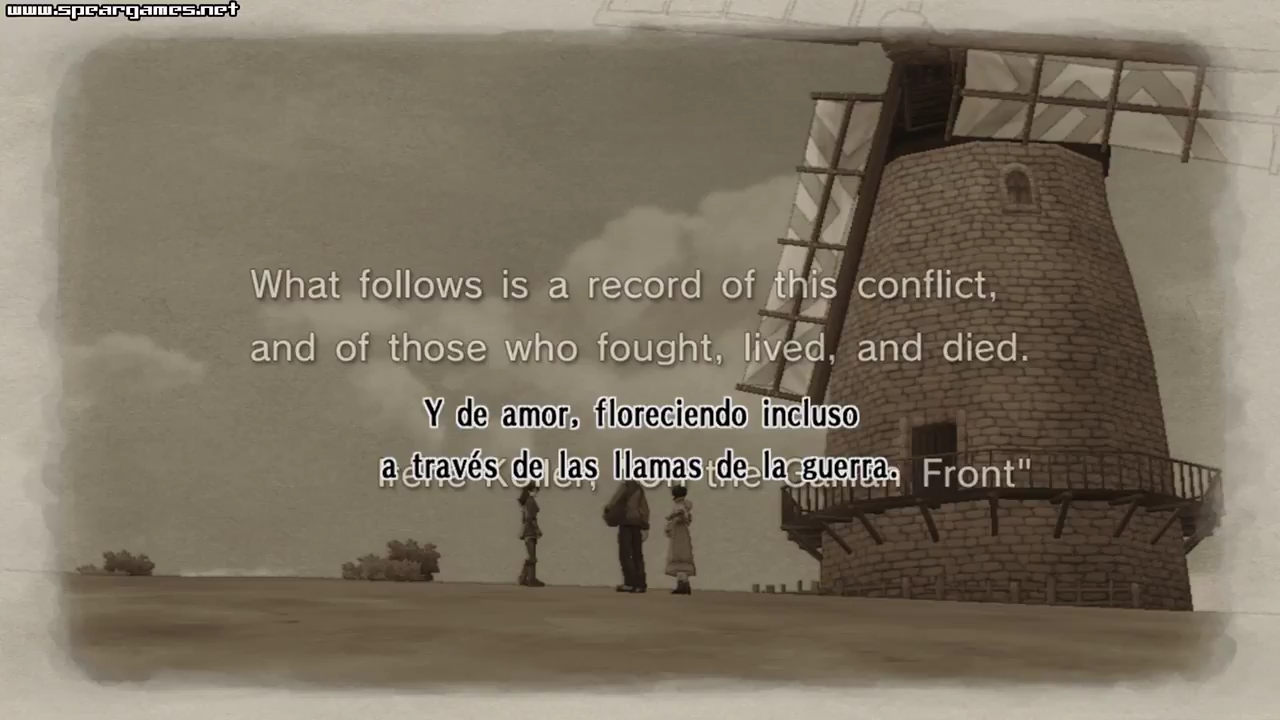 www.speargames.net
What follows is a record of this conflict,
and of those who fought, lived, and died.
Y de amor, floreciendo incluso
a través de las llamas de la guerra.
the Front"